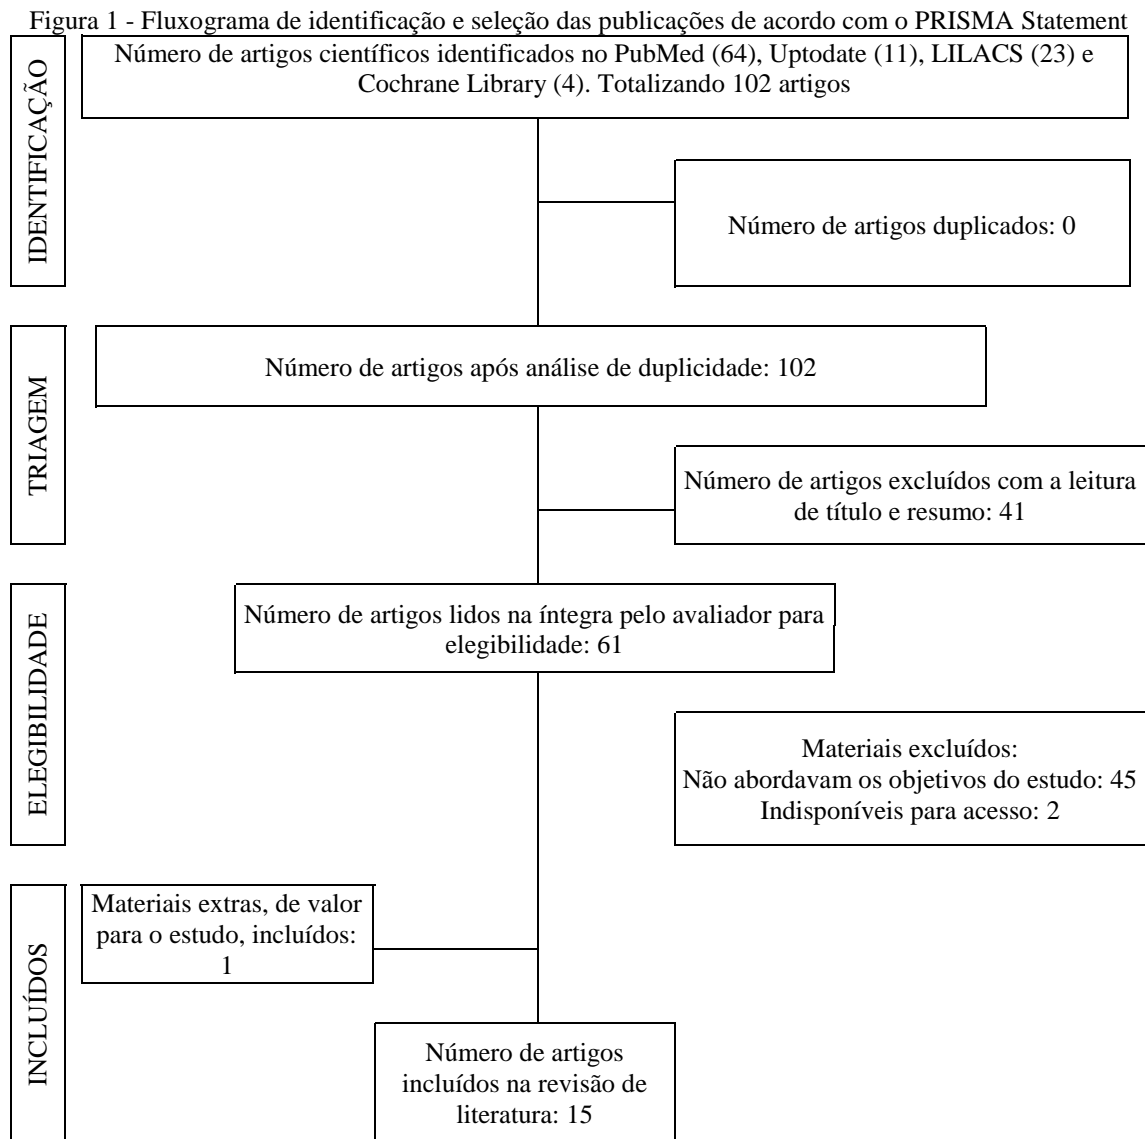 Figura 1 - Fluxograma de identificação e seleção das publicações de acordo com o PRISMA Statement
IDENTIFICAÇÃO
Número de artigos científicos identificados no PubMed (64), Uptodate (11), LILACS (23) e
Cochrane Library (4). Totalizando 102 artigos
Número de artigos duplicados: 0
TRIAGEM
Número de artigos após análise de duplicidade: 102
Número de artigos excluídos com a leitura
de título e resumo: 41
ELEGIBILIDADE
Número de artigos lidos na íntegra pelo avaliador para
elegibilidade: 61
Materiais excluídos:
Não abordavam os objetivos do estudo: 45
Indisponíveis para acesso: 2
INCLUÍDOS
Materiais extras, de valor
para o estudo, incluídos:
1
Número de artigos
incluídos na revisão de
literatura: 15